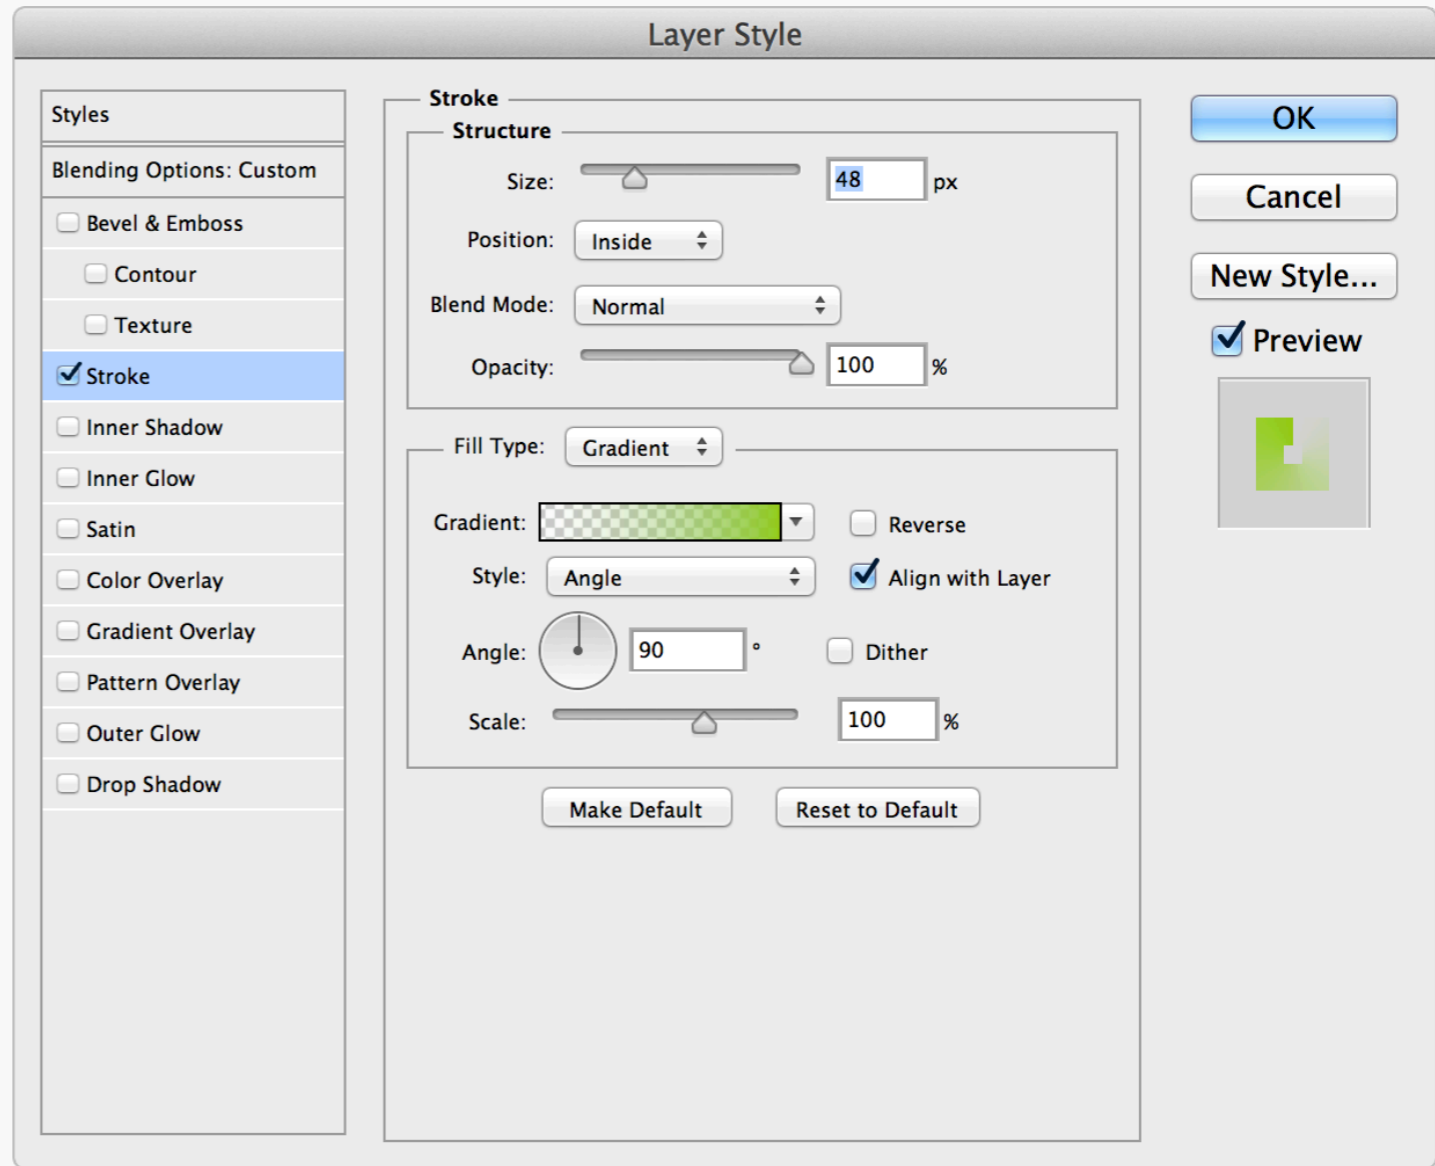 Layer Style
Styles
Blending Options: Custom
Bevel & Emboss
Contour
Texture
Stroke
Inner Shadow
Inner Glow
Satin
Color Overlay
Gradient Overlay
Pattern Overlay
Outer Glow
Drop Shadow
Stroke
Structure
Size: 48 px
Position: Inside
Blend Mode: Normal
Opacity: 100 %
Fill Type: Gradient
Gradient: Reverse
Style: Angle Align with Layer
Angle: 90 ° Dither
Scale: 100 %
Make Default Reset to Default
OK
Cancel
New Style...
Preview